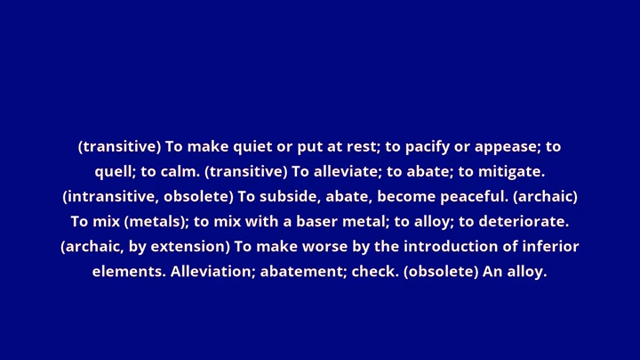 (transitive) To make quiet or put at rest; to pacify or appease; to
quell; to calm. (transitive) To alleviate; to abate; to mitigate.
(intransitive, obsolete) To subside, abate, become peaceful. (archaic)
To mix (metals); to mix with a baser metal; to alloy; to deteriorate.
(archaic, by extension) To make worse by the introduction of inferior
elements. Alleviation; abatement; check. (obsolete) An alloy.